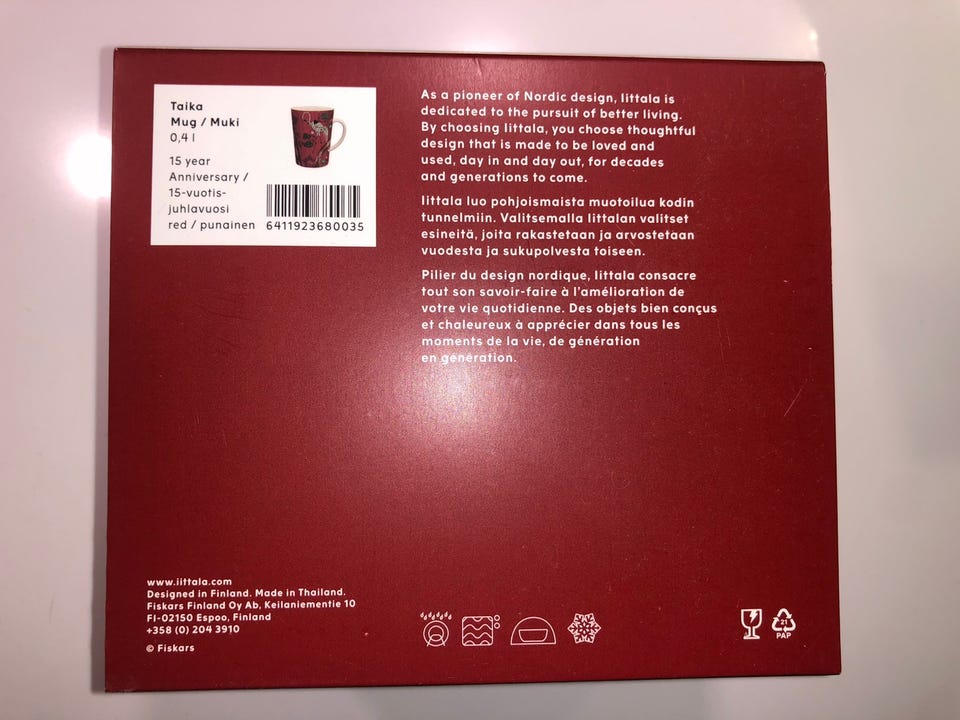 Taika
Mug / Muki
0,4 l
15 year
Anniversary /
15-vuotis-
juhlavuosi
red / punainen
6411923680035
As a pioneer of Nordic design, Iittala is
dedicated to the pursuit of better living.
By choosing Iittala, you choose thoughtful
design that is made to be loved and
used, day in and day out, for decades
and generations to come.
Iittala luo pohjoismaista muotoilua kodin
tunnelmiin. Valitsemalla Iittalan valitset
esineitä, joita rakastetaan ja arvostetaan
vuodesta ja sukupolvesta toiseen.
Pilier du design nordique, Iittala consacre
tout son savoir-faire à l'amélioration de
votre vie quotidienne. Des objets bien conçus
et chaleureux à apprécier dans tous les
moments de la vie, de génération
en génération.
www.iittala.com
Designed in Finland. Made in Thailand.
Fiskars Finland Oy Ab, Keilaniementie 10
FI-02150 Espoo, Finland
+358 (0) 204 3910
© Fiskars
21
PAP